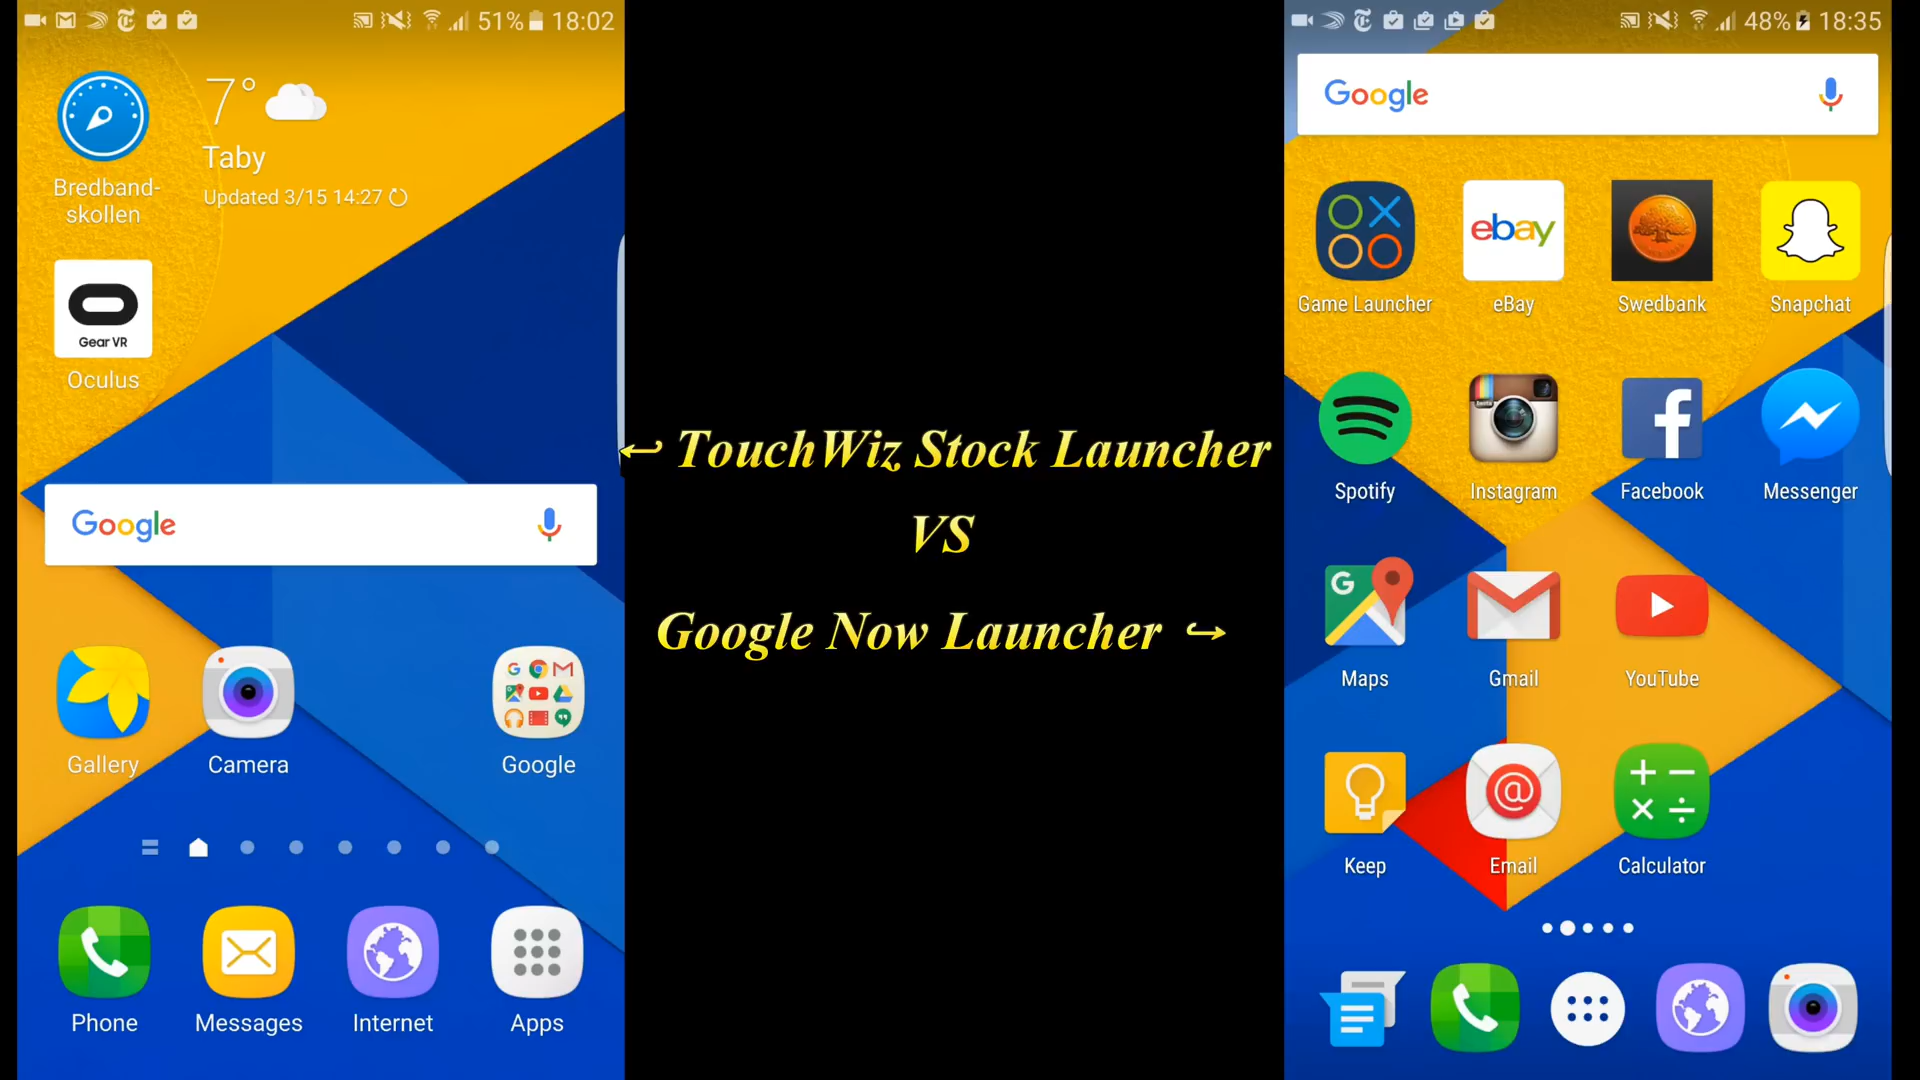 51% 18:02
7°
Taby
Updated 3/15 14:27
Bredband-
skollen
Gear VR
Oculus
Google
Gallery
Camera
Google
Phone
Messages
Internet
Apps
↩ TouchWiz Stock Launcher
VS
Google Now Launcher ↪
48% 18:35
Google
ebay
Game Launcher
eBay
Swedbank
Snapchat
Spotify
Instagram
Facebook
Messenger
Maps
Gmail
YouTube
Keep
Email
Calculator